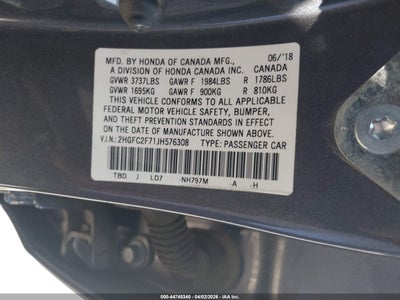 MFD. BY HONDA OF CANADA MFG., 06/'18
A DIVISION OF HONDA CANADA INC. CANADA
GVWR 3737LBS GAWR F 1984LBS R 1786LBS
GVWR 1695KG GAWR F 900KG R 810KG
THIS VEHICLE CONFORMS TO ALL APPLICABLE
FEDERAL MOTOR VEHICLE SAFETY, BUMPER,
AND THEFT PREVENTION STANDARDS IN EFFECT
ON THE DATE OF MANUFACTURE SHOWN ABOVE.
V.I.N.: 2HGFC2F71JH576308 TYPE: PASSENGER CAR
TBD J LD7 -NH797M -A -H
© 44745340 - 04/02/2026 - IAA Inc.